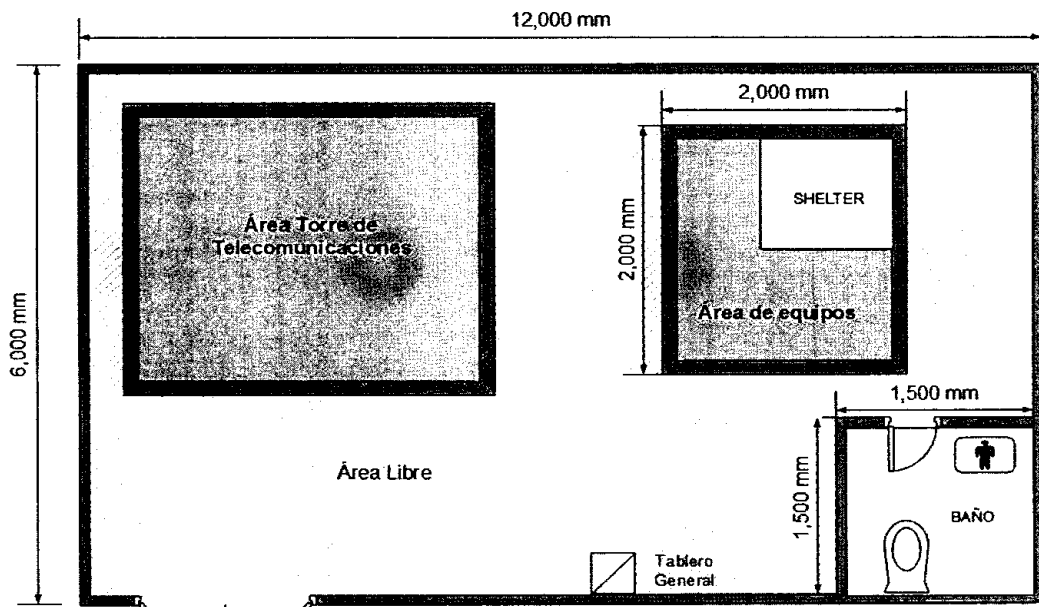 12,000 mm
2,000 mm
SHELTER
Área Torre de
Telecomunicaciones
2,000 mm
6,000 mm
Área de equipos
1,500 mm
Área Libre
1,500 mm
BAÑO
Tablero
General